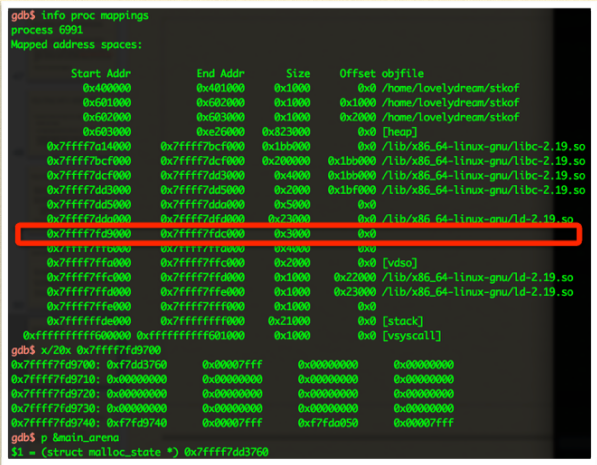 gdb$ info proc mappings
process 6991
Mapped address spaces:
Start Addr End Addr Size Offset objfile
0x400000 0x401000 0x1000 0x0 /home/lovelydream/stkof
0x601000 0x602000 0x1000 0x1000 /home/lovelydream/stkof
0x602000 0x603000 0x1000 0x2000 /home/lovelydream/stkof
0x603000 0xe26000 0x823000 0x0 [heap]
0x7ffff7a14000 0x7ffff7bcf000 0x1bb000 0x0 /lib/x86_64-linux-gnu/libc-2.19.so
0x7ffff7bcf000 0x7ffff7dcf000 0x200000 0x1bb000 /lib/x86_64-linux-gnu/libc-2.19.so
0x7ffff7dcf000 0x7ffff7dd3000 0x4000 0x1bb000 /lib/x86_64-linux-gnu/libc-2.19.so
0x7ffff7dd3000 0x7ffff7dd5000 0x2000 0x1bf000 /lib/x86_64-linux-gnu/libc-2.19.so
0x7ffff7dd5000 0x7ffff7dda000 0x5000 0x0
0x7ffff7dda000 0x7ffff7dfd000 0x23000 0x0 /lib/x86_64-linux-gnu/ld-2.19.so
0x7ffff7fd9000 0x7ffff7fdc000 0x3000 0x0
0x7ffff7ff6000 0x7ffff7ffa000 0x4000 0x0
0x7ffff7ffa000 0x7ffff7ffc000 0x2000 0x0 [vdso]
0x7ffff7ffc000 0x7ffff7ffd000 0x1000 0x22000 /lib/x86_64-linux-gnu/ld-2.19.so
0x7ffff7ffd000 0x7ffff7ffe000 0x1000 0x23000 /lib/x86_64-linux-gnu/ld-2.19.so
0x7ffff7ffe000 0x7ffff7fff000 0x1000 0x0
0x7ffffffde000 0x7ffffffff000 0x21000 0x0 [stack]
0xffffffffff600000 0xffffffffff601000 0x1000 0x0 [vsyscall]
gdb$ x/20x 0x7ffff7fd9700
0x7ffff7fd9700: 0xf7dd3760 0x00007fff 0x00000000 0x00000000
0x7ffff7fd9710: 0x00000000 0x00000000 0x00000000 0x00000000
0x7ffff7fd9720: 0x00000000 0x00000000 0x00000000 0x00000000
0x7ffff7fd9730: 0x00000000 0x00000000 0x00000000 0x00000000
0x7ffff7fd9740: 0xf7fd9740 0x00007fff 0xf7fda050 0x00007fff
gdb$ p &main_arena
$1 = (struct malloc_state *) 0x7ffff7dd3760